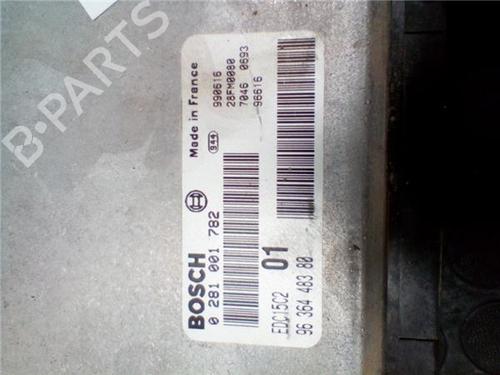 B-PARTS
Made in France
944
BOSCH
0 281 001 782
990616
28FM0080
7046 0693
96616
EDC15C2
01
96 364 483 80